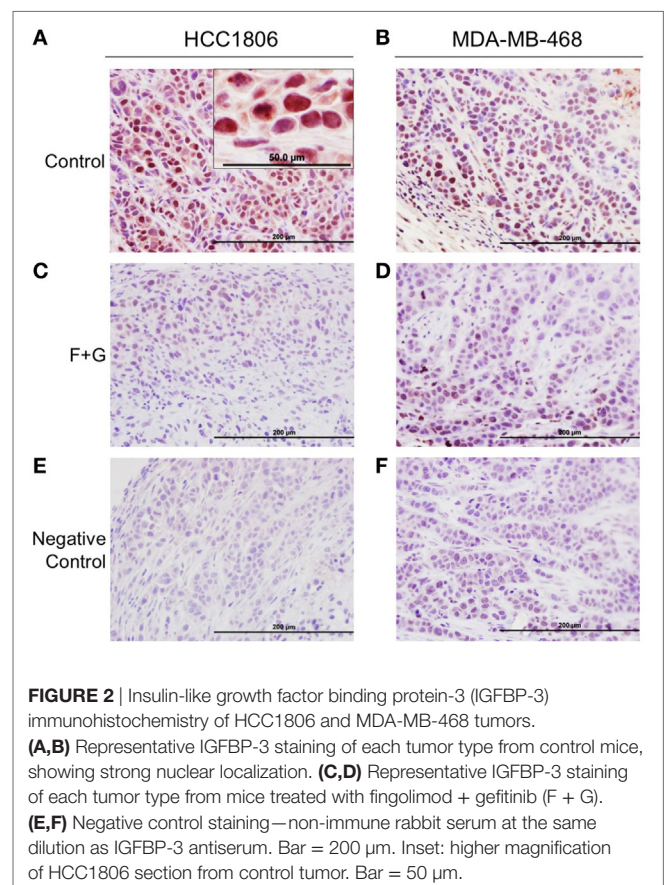 A
HCC1806
B
MDA-MB-468
Control
50.0 µm
200 µm
200 µm
C
D
F+G
200 µm
200 µm
E
F
Negative
Control
200 µm
200 µm
FIGURE 2 | Insulin-like growth factor binding protein-3 (IGFBP-3)
immunohistochemistry of HCC1806 and MDA-MB-468 tumors.
(A,B) Representative IGFBP-3 staining of each tumor type from control mice,
showing strong nuclear localization. (C,D) Representative IGFBP-3 staining
of each tumor type from mice treated with fingolimod + gefitinib (F + G).
(E,F) Negative control staining—non-immune rabbit serum at the same
dilution as IGFBP-3 antiserum. Bar = 200 µm. Inset: higher magnification
of HCC1806 section from control tumor. Bar = 50 µm.